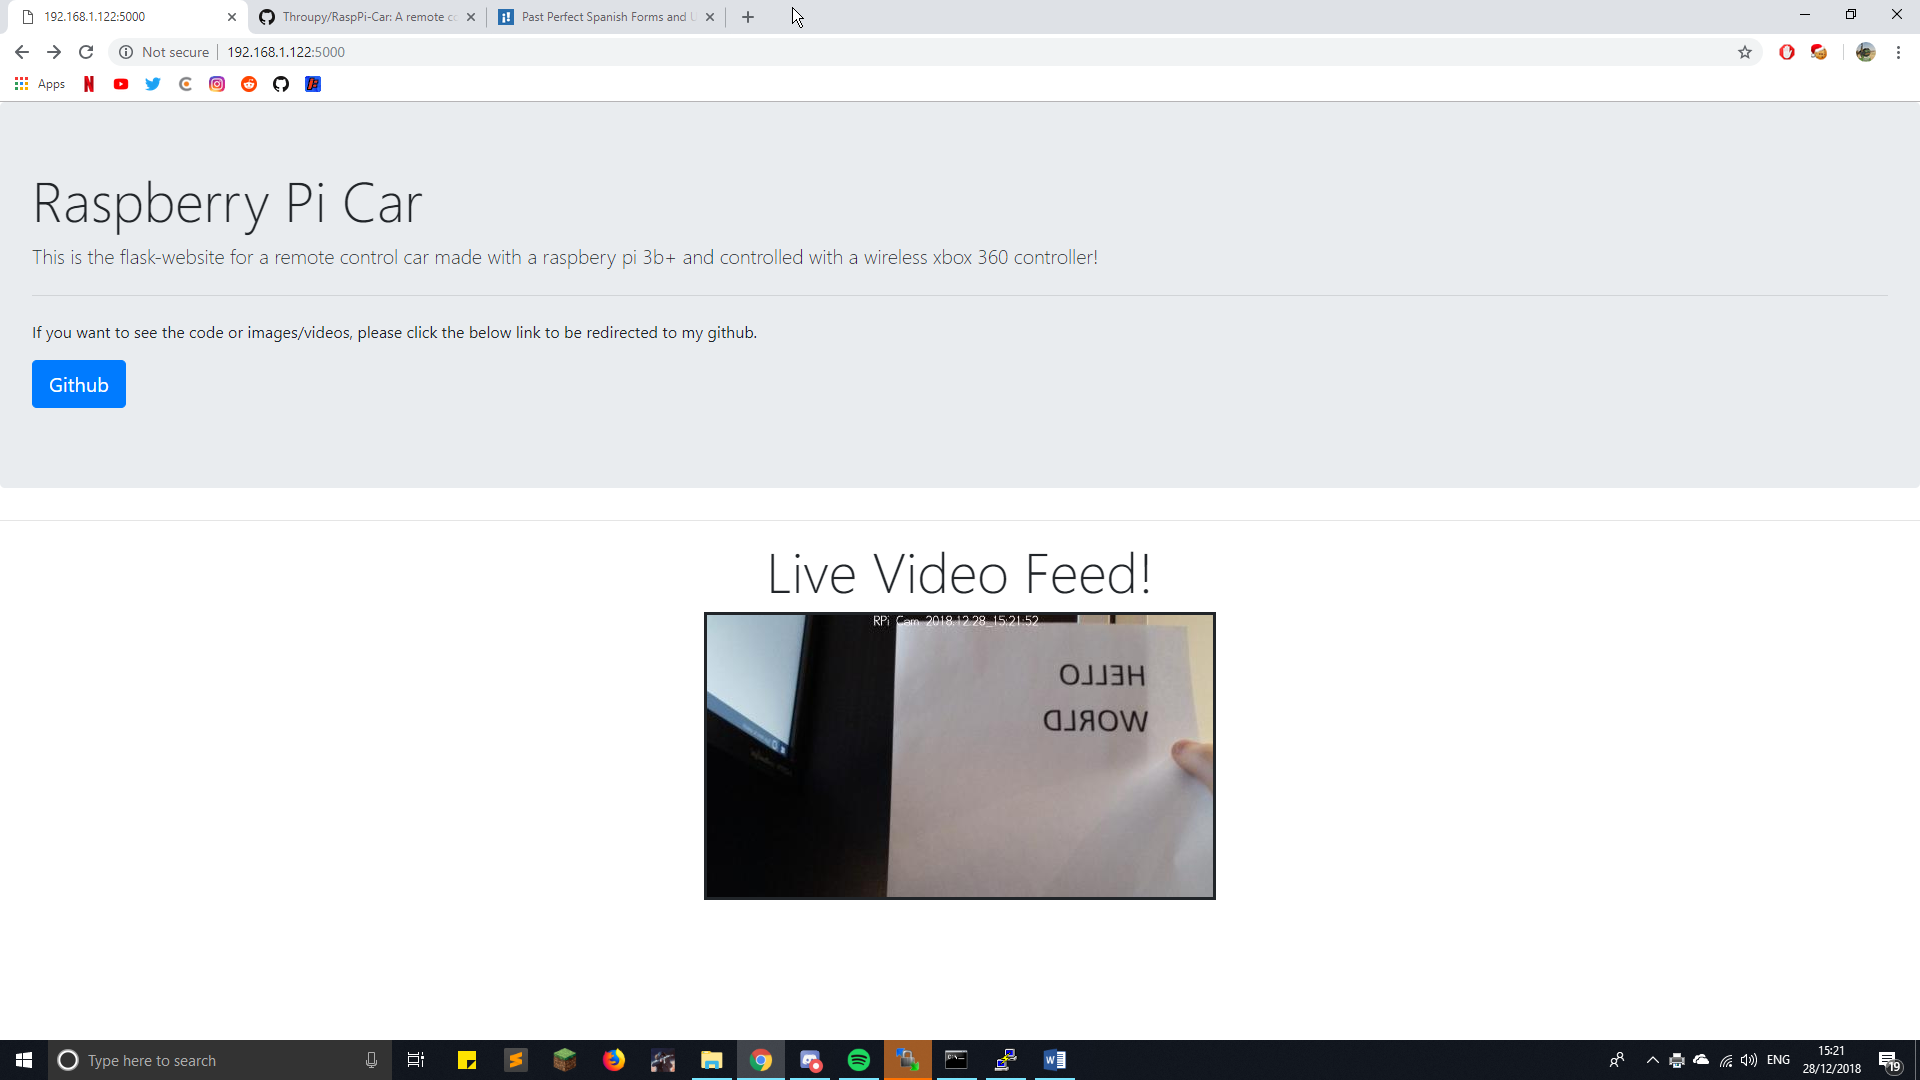 192.168.1.122:5000
Throupy/RaspPi-Car: A remote co
Past Perfect Spanish Forms and U
Not secure
192.168.1.122:5000
Apps
Raspberry Pi Car
This is the flask-website for a remote control car made with a raspbery pi 3b+ and controlled with a wireless xbox 360 controller!
If you want to see the code or images/videos, please click the below link to be redirected to my github.
Github
Live Video Feed!
RPi Cam 2018.12.28_15:21:52
HELLO
WORLD
Type here to search
ENG
15:21
28/12/2018
19